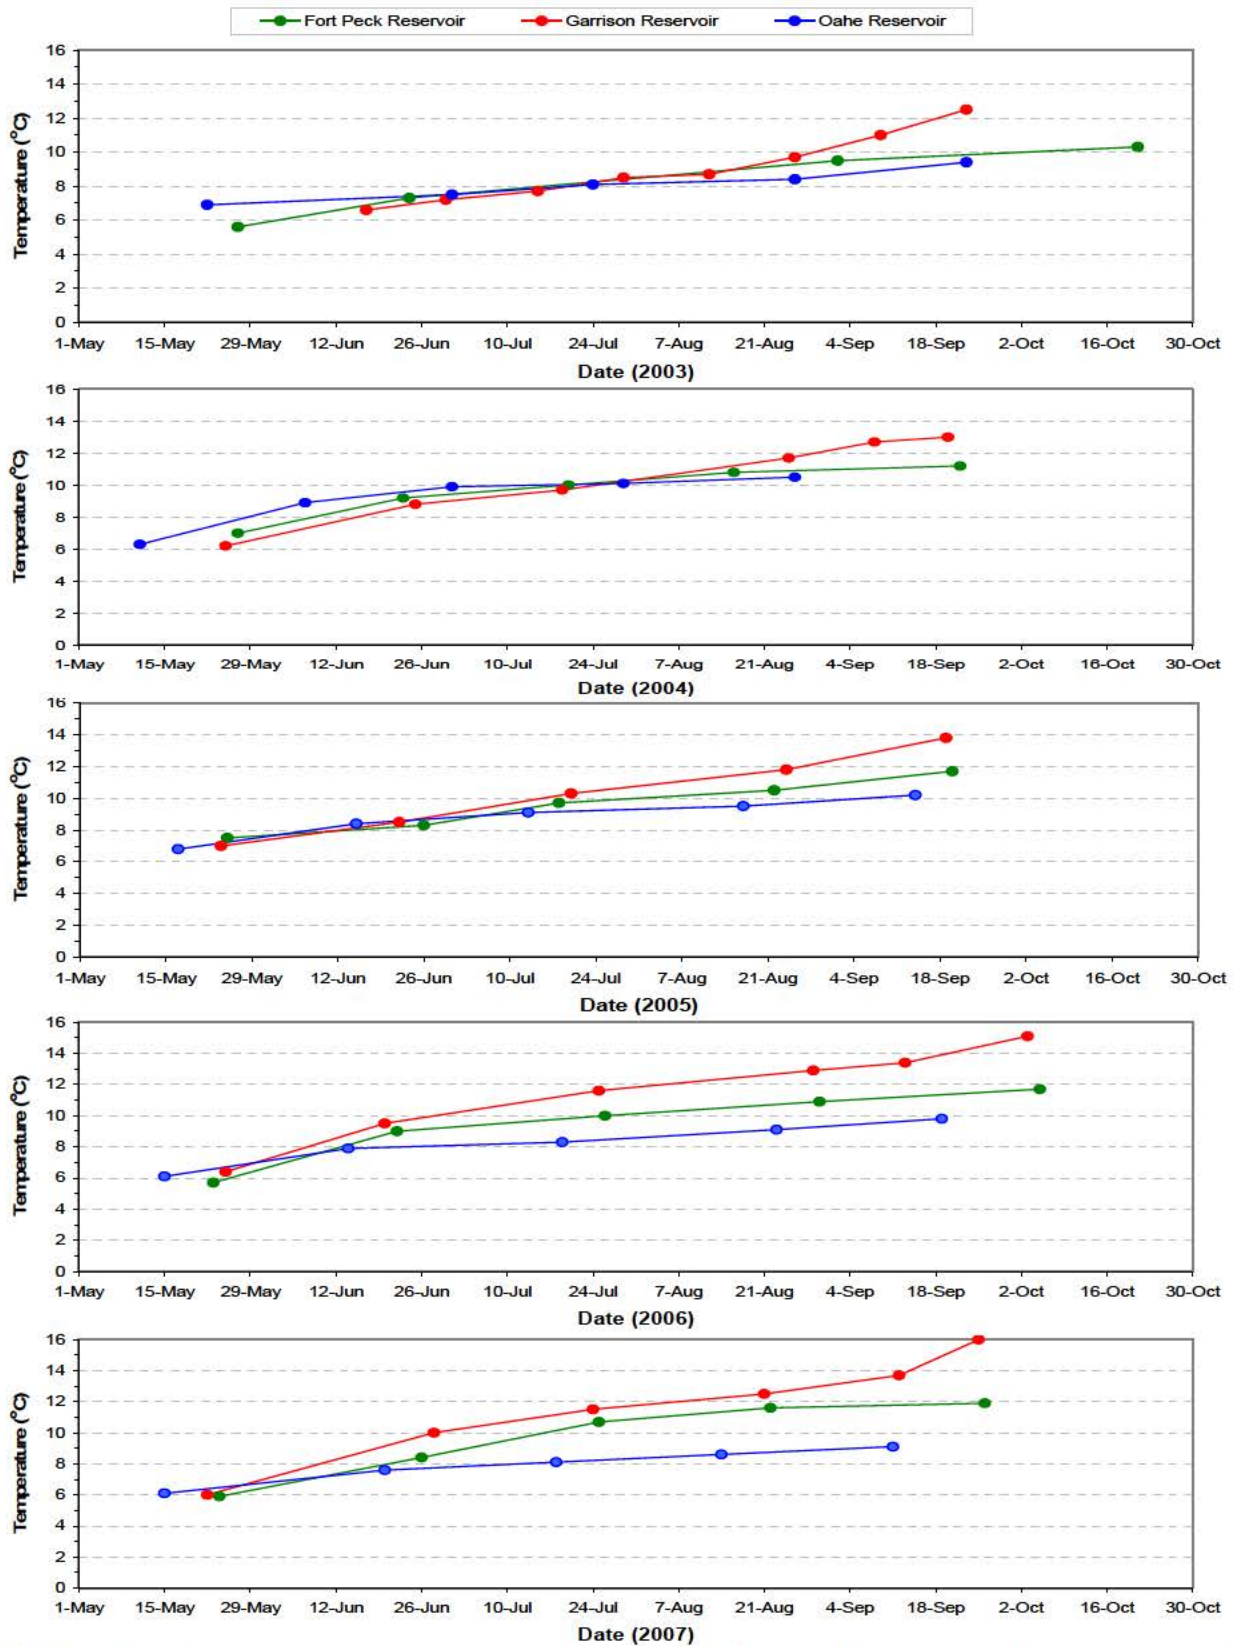 Fort Peck Reservoir Garrison Reservoir Oahe Reservoir
Temperature (°C)
16
14
12
10
8
6
4
2
0
1-May 15-May 29-May 12-Jun 26-Jun 10-Jul 24-Jul 7-Aug 21-Aug 4-Sep 18-Sep 2-Oct 16-Oct 30-Oct
Date (2003)
Temperature (°C)
16
14
12
10
8
6
4
2
0
1-May 15-May 29-May 12-Jun 26-Jun 10-Jul 24-Jul 7-Aug 21-Aug 4-Sep 18-Sep 2-Oct 16-Oct 30-Oct
Date (2004)
Temperature (°C)
16
14
12
10
8
6
4
2
0
1-May 15-May 29-May 12-Jun 26-Jun 10-Jul 24-Jul 7-Aug 21-Aug 4-Sep 18-Sep 2-Oct 16-Oct 30-Oct
Date (2005)
Temperature (°C)
16
14
12
10
8
6
4
2
0
1-May 15-May 29-May 12-Jun 26-Jun 10-Jul 24-Jul 7-Aug 21-Aug 4-Sep 18-Sep 2-Oct 16-Oct 30-Oct
Date (2006)
Temperature (°C)
16
14
12
10
8
6
4
2
0
1-May 15-May 29-May 12-Jun 26-Jun 10-Jul 24-Jul 7-Aug 21-Aug 4-Sep 18-Sep 2-Oct 16-Oct 30-Oct
Date (2007)